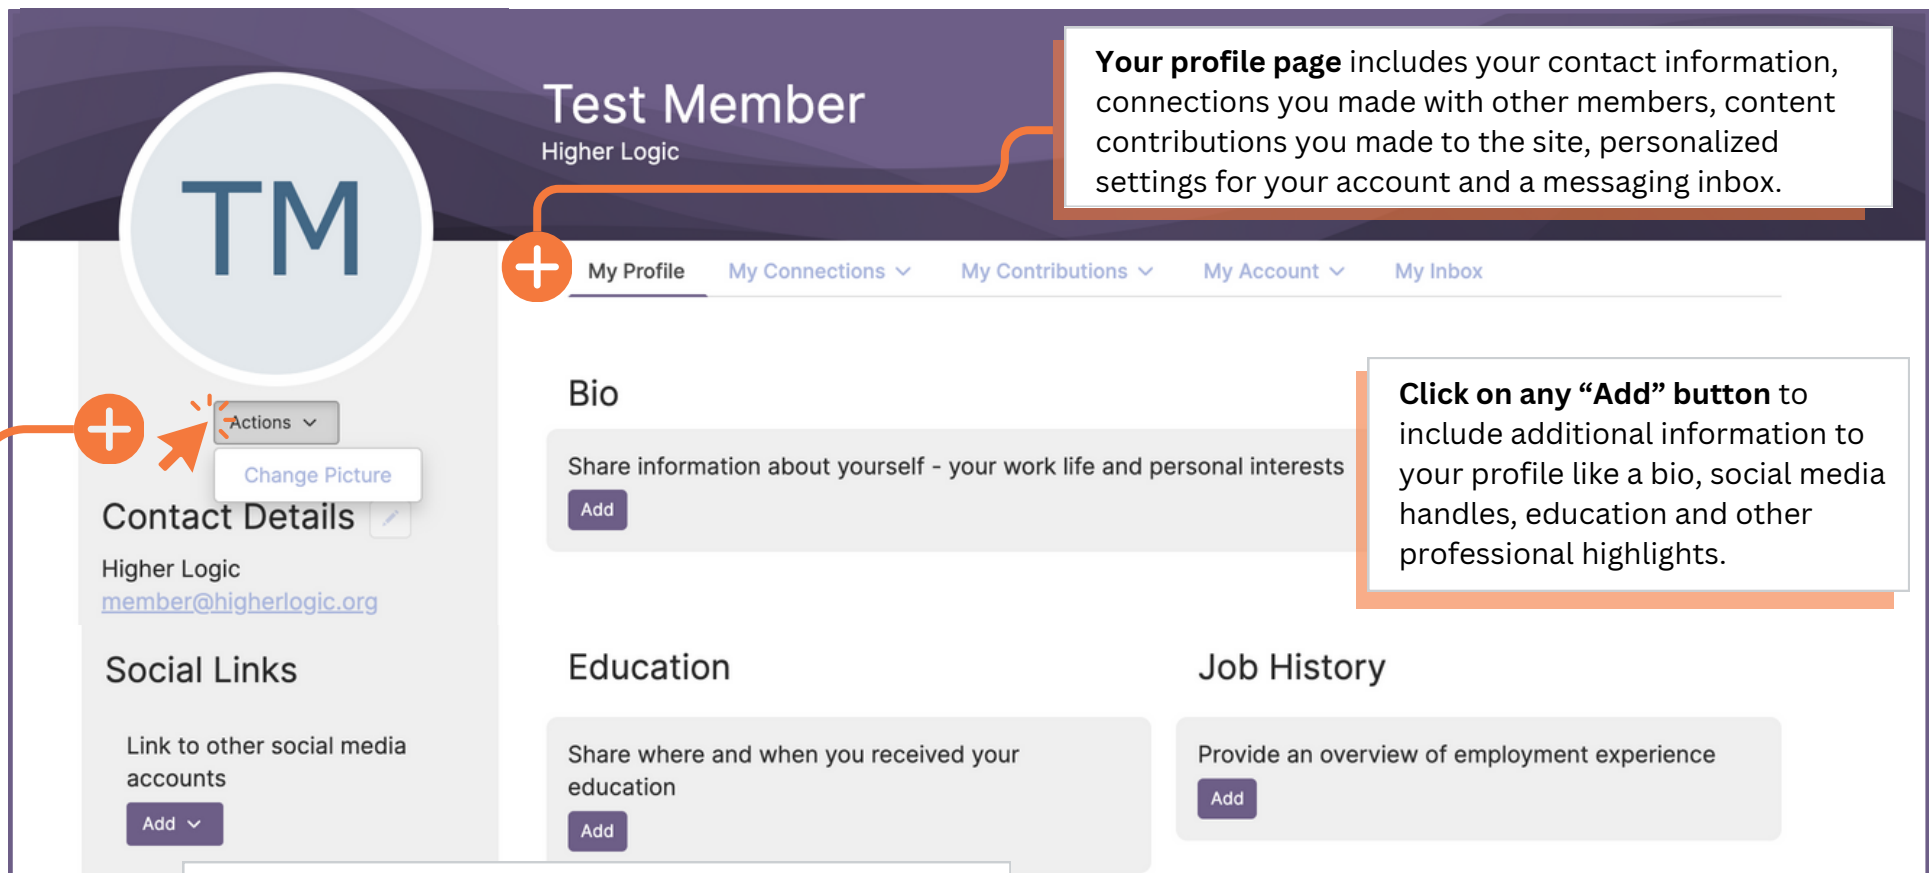 Test Member
Higher Logic
TM
Your profile page includes your contact information,
connections you made with other members, content
contributions you made to the site, personalized
settings for your account and a messaging inbox.
My Profile
My Connections
My Contributions
My Account
My Inbox
Actions
Change Picture
Contact Details
Higher Logic
member@higherlogic.org
Social Links
Link to other social media
accounts
Add
Bio
Share information about yourself - your work life and personal interests
Add
Click on any “Add” button to
include additional information to
your profile like a bio, social media
handles, education and other
professional highlights.
Education
Share where and when you received your
education
Add
Job History
Provide an overview of employment experience
Add